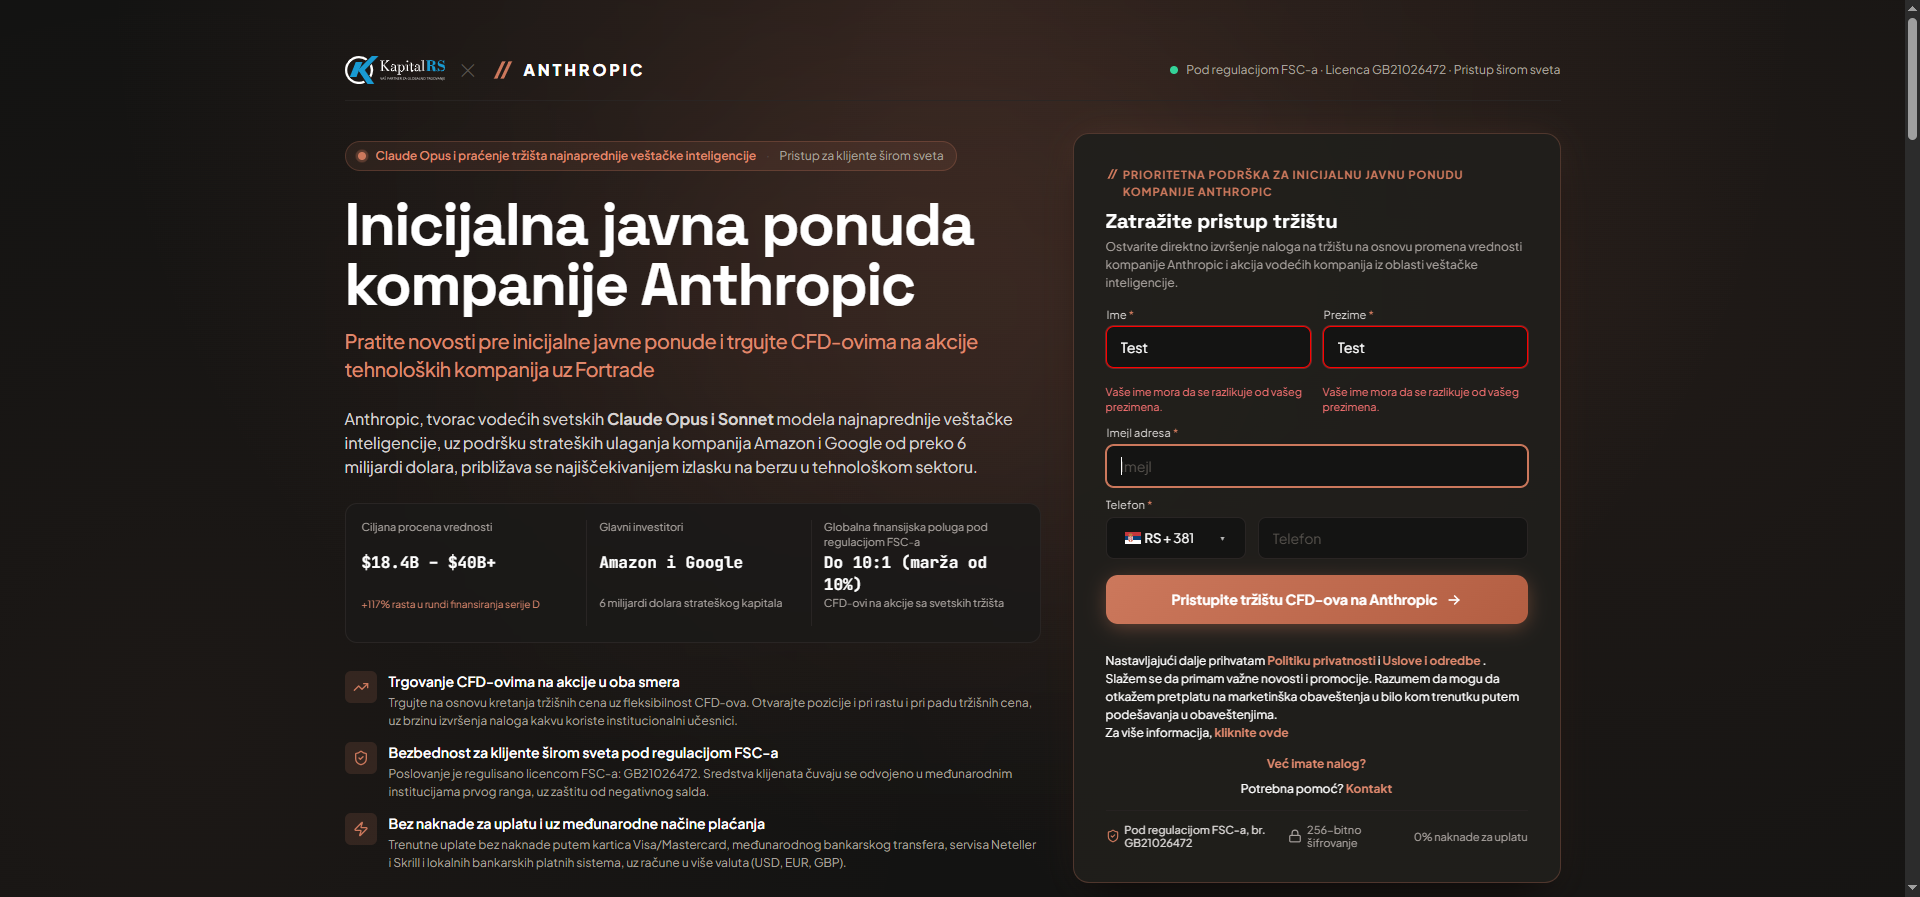 KapitalRS
× // ANTHROPIC
Pod regulacijom FSC-a · Licenca GB21026472 · Pristup širom sveta
Claude Opus i praćenje tržišta najnaprednije veštačke inteligencije
Pristup za klijente širom sveta
Inicijalna javna ponuda
kompanije Anthropic
Pratite novosti pre inicijalne javne ponude i trgujte CFD-ovima na akcije
tehnoloških kompanija uz Fortrade
Anthropic, tvorac vodećih svetskih Claude Opus i Sonnet modela najnaprednije veštačke
inteligencije, uz podršku strateških ulaganja kompanija Amazon i Google od preko 6
milijardi dolara, približava se najiščekivanijem izlasku na berzu u tehnološkom sektoru.
Ciljana procena vrednosti
$18.4B – $40B+
+117% rasta u rundi finansiranja serije D
Glavni investitori
Amazon i Google
6 milijardi dolara strateškog kapitala
Globalna finansijska poluga pod
regulacijom FSC-a
Do 10:1 (marža od
10%)
CFD-ovi na akcije sa svetskih tržišta
Trgovanje CFD-ovima na akcije u oba smera
Trgujte na osnovu kretanja tržišnih cena uz fleksibilnost CFD-ova. Otvarajte pozicije i pri rastu i pri padu tržišnih cena,
uz brzinu izvršenja naloga kakvu koriste institucionalni učesnici.
Bezbednost za klijente širom sveta pod regulacijom FSC-a
Poslovanje je regulisano licencom FSC-a: GB21026472. Sredstva klijenata čuvaju se odvojeno u međunarodnim
institucijama prvog ranga, uz zaštitu od negativnog salda.
Bez naknade za uplatu i uz međunarodne načine plaćanja
Trenutne uplate bez naknade putem kartica Visa/Mastercard, međunarodnog bankarskog transfera, servisa Neteller
i Skrill i lokalnih bankarskih platnih sistema, uz račune u više valuta (USD, EUR, GBP).
// PRIORITETNA PODRŠKA ZA INICIJALNU JAVNU PONUDU
KOMPANIJE ANTHROPIC
Zatražite pristup tržištu
Ostvarite direktno izvršenje naloga na tržištu na osnovu promena vrednosti
kompanije Anthropic i akcija vodećih kompanija iz oblasti veštačke
inteligencije.
Ime *
Prezime *
Test
Test
Vaše ime mora da se razlikuje od vašeg
prezimena.
Vaše ime mora da se razlikuje od vašeg
prezimena.
Imejl adresa *
Imejl
Telefon *
RS + 381
Telefon
Pristupite tržištu CFD-ova na Anthropic →
Nastavljajući dalje prihvatam Politiku privatnosti i Uslove i odredbe .
Slažem se da primam važne novosti i promocije. Razumem da mogu da
otkažem pretplatu na marketinška obaveštenja u bilo kom trenutku putem
podešavanja u obaveštenjima.
Za više informacija, kliknite ovde
Već imate nalog?
Potrebna pomoć? Kontakt
Pod regulacijom FSC-a, br.
GB21026472
256-bitno
šifrovanje
0% naknade za uplatu